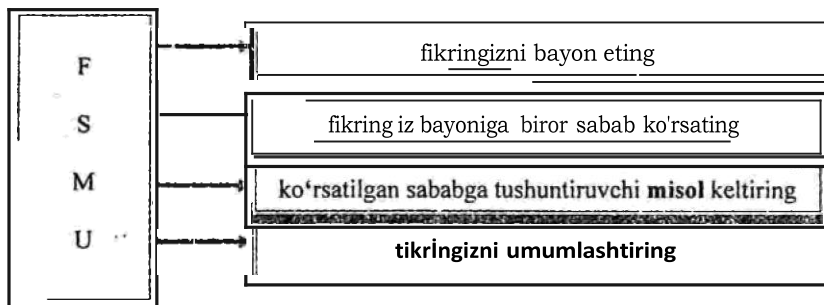 F
fikringizni bayon eting
S
fikring iz bayoniga biror sabab ko'rsating
M
ko‘rsatilgan sababga tushuntiruvchi misol keltiring
U
tikrİngizni umumlashtiring